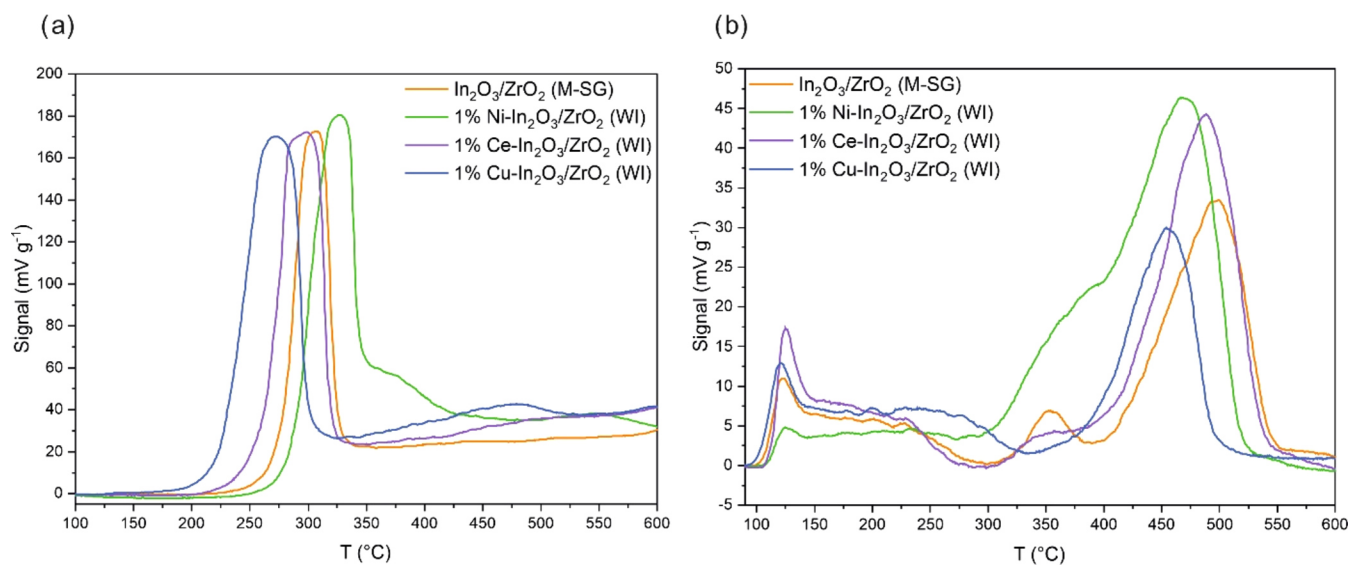 (a)
Signal (mV g⁻¹)
200
180
160
140
120
100
80
60
40
20
0
In₂O₃/ZrO₂ (M-SG)
1% Ni-In₂O₃/ZrO₂ (WI)
1% Ce-In₂O₃/ZrO₂ (WI)
1% Cu-In₂O₃/ZrO₂ (WI)
100 150 200 250 300 350 400 450 500 550 600
T (°C)
(b)
Signal (mV g⁻¹)
50
45
40
35
30
25
20
15
10
5
0
-5
In₂O₃/ZrO₂ (M-SG)
1% Ni-In₂O₃/ZrO₂ (WI)
1% Ce-In₂O₃/ZrO₂ (WI)
1% Cu-In₂O₃/ZrO₂ (WI)
100 150 200 250 300 350 400 450 500 550 600
T (°C)